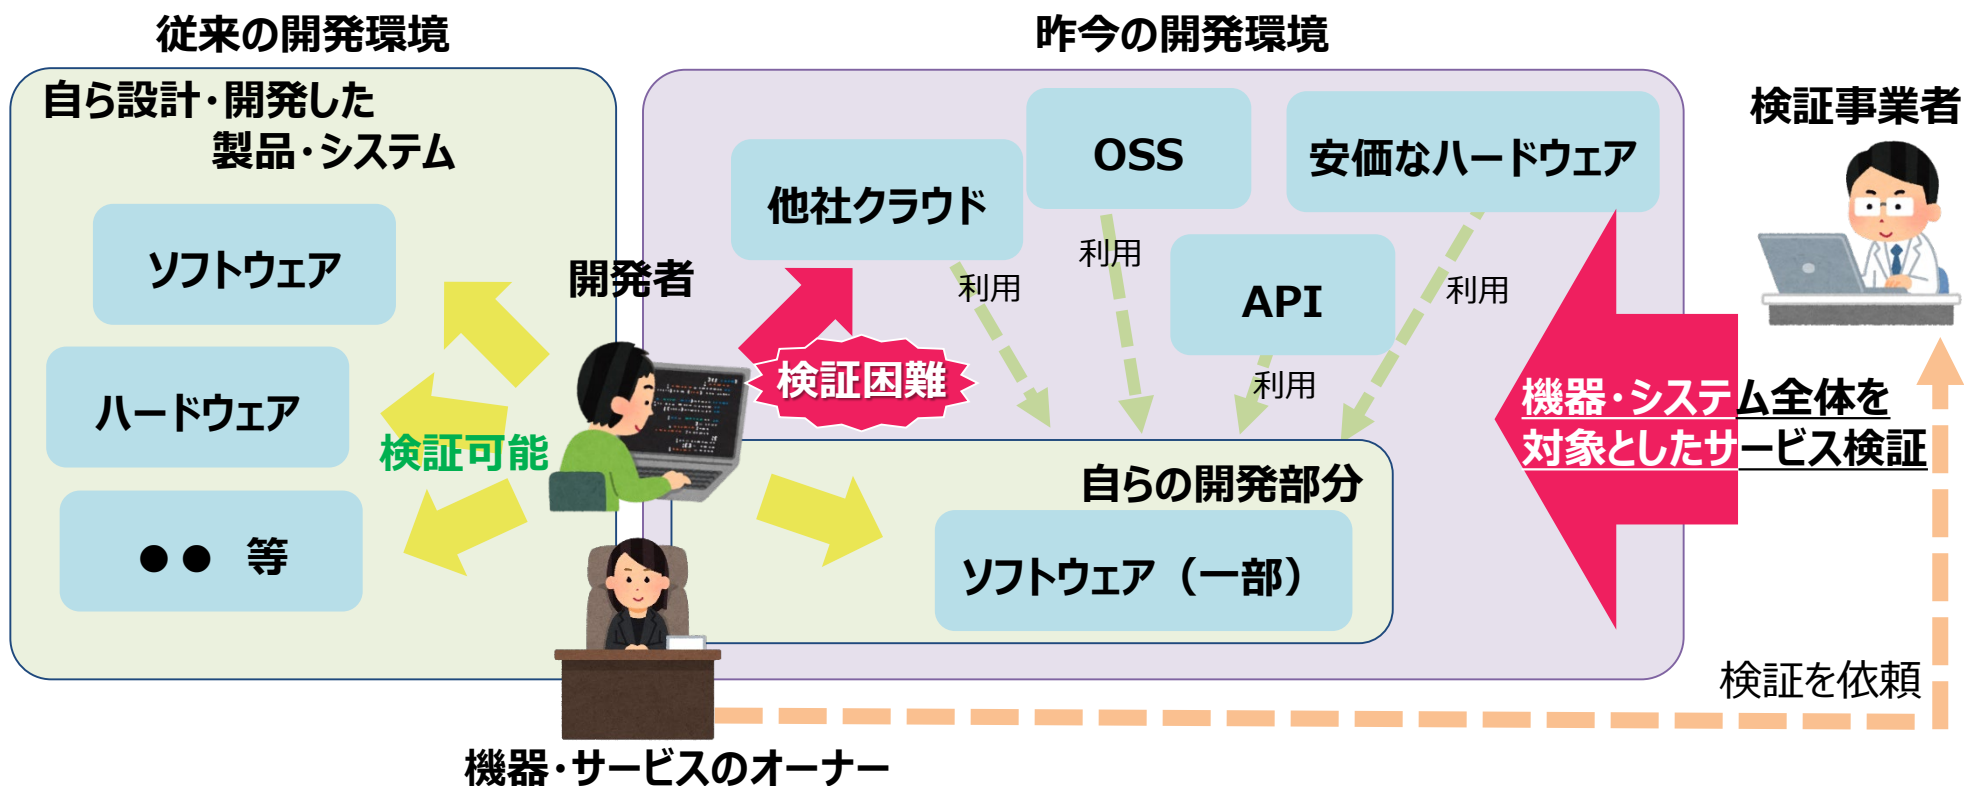 従来の開発環境
自ら設計・開発した
製品・システム
ソフトウェア
ハードウェア
●● 等
検証可能
開発者
昨今の開発環境
他社クラウド
OSS
安価なハードウェア
API
利用
利用
利用
利用
検証困難
自らの開発部分
ソフトウェア（一部）
検証事業者
機器・システム全体を
対象としたサービス検証
検証を依頼
機器・サービスのオーナー